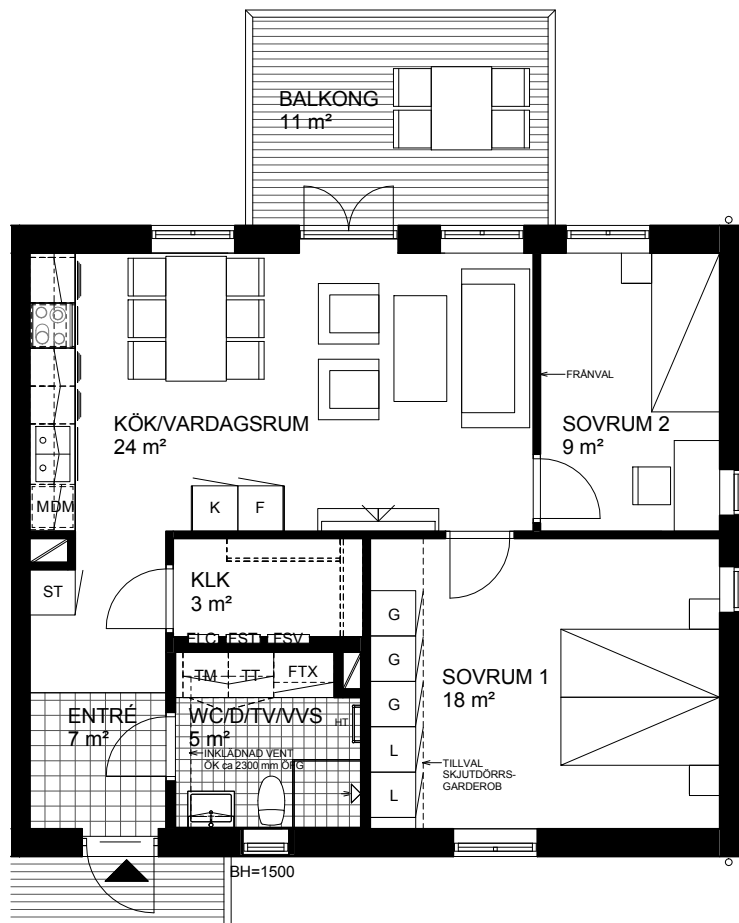 BALKONG
11 m²
FRÅNVAL
KÖK/VARDAGSRUM
24 m²
SOVRUM 2
9 m²
MDM
K
F
ST
KLK
3 m²
ELC
EST
FSV
G
G
G
L
L
SOVRUM 1
18 m²
TM
TT
FTX
ENTRÉ
7 m²
WC/D/TV/VVS
5 m²
HT
INKLÄDNAD VENT
ÖK ca 2300 mm ÖFG
TILLVAL
SKJUTDÖRRS-
GARDEROB
BH=1500